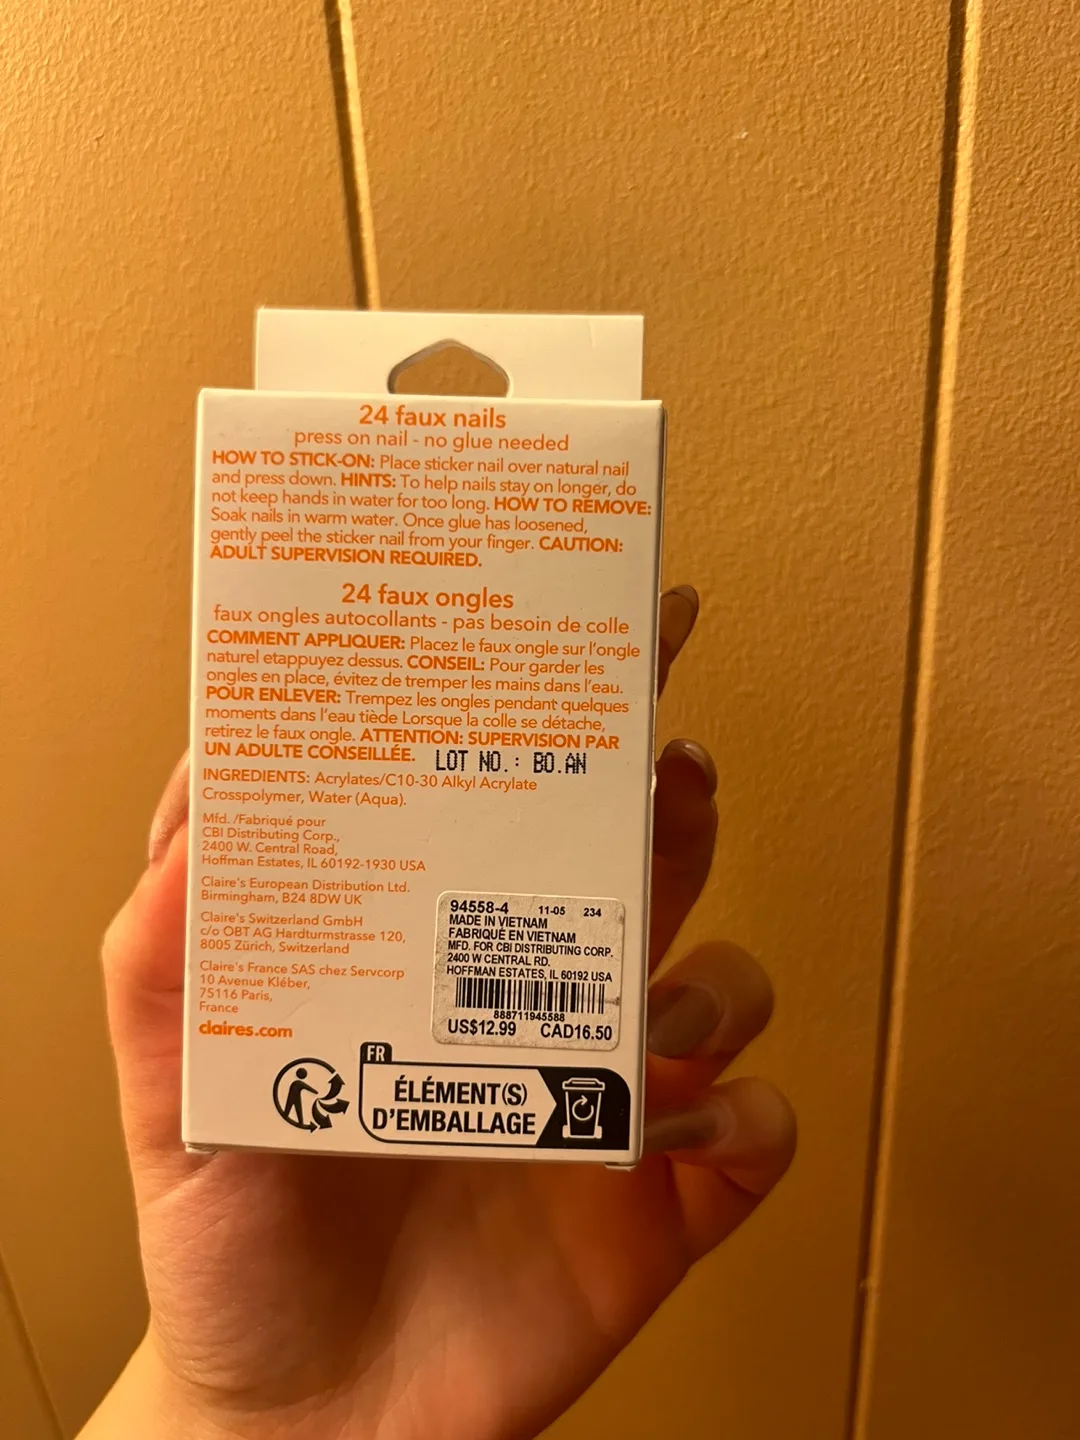 24 faux nails
press on nail - no glue needed
HOW TO STICK-ON: Place sticker nail over natural nail
and press down. HINTS: To help nails stay on longer, do
not keep hands in water for too long. HOW TO REMOVE:
Soak nails in warm water. Once glue has loosened,
gently peel the sticker nail from your finger. CAUTION:
ADULT SUPERVISION REQUIRED.
24 faux ongles
faux ongles autocollants - pas besoin de colle
COMMENT APPLIQUER: Placez le faux ongle sur l'ongle
naturel etappuyez dessus. CONSEIL: Pour garder les
ongles en place, évitez de tremper les mains dans l'eau.
POUR ENLEVER: Trempez les ongles pendant quelques
moments dans l'eau tiède Lorsque la colle se détache,
retirez le faux ongle. ATTENTION: SUPERVISION PAR
UN ADULTE CONSEILLÉE.
LOT NO.: BO.AN
INGREDIENTS: Acrylates/C10-30 Alkyl Acrylate
Crosspolymer, Water (Aqua).
Mfd. /Fabriqué pour
CBI Distributing Corp.,
2400 W. Central Road,
Hoffman Estates, IL 60192-1930 USA
Claire's European Distribution Ltd.
Birmingham, B24 8DW UK
Claire's Switzerland GmbH
c/o OBT AG Hardturmstrasse 120,
8005 Zürich, Switzerland
Claire's France SAS chez Servcorp
10 Avenue Kléber,
75116 Paris,
France
claires.com
94558-4 11-05 234
MADE IN VIETNAM
FABRIQUÉ EN VIETNAM
MFD. FOR CBI DISTRIBUTING CORP.
2400 W CENTRAL RD.
HOFFMAN ESTATES, IL 60192 USA
888711945588
US$12.99 CAD16.50
FR
ÉLÉMENT(S)
D'EMBALLAGE